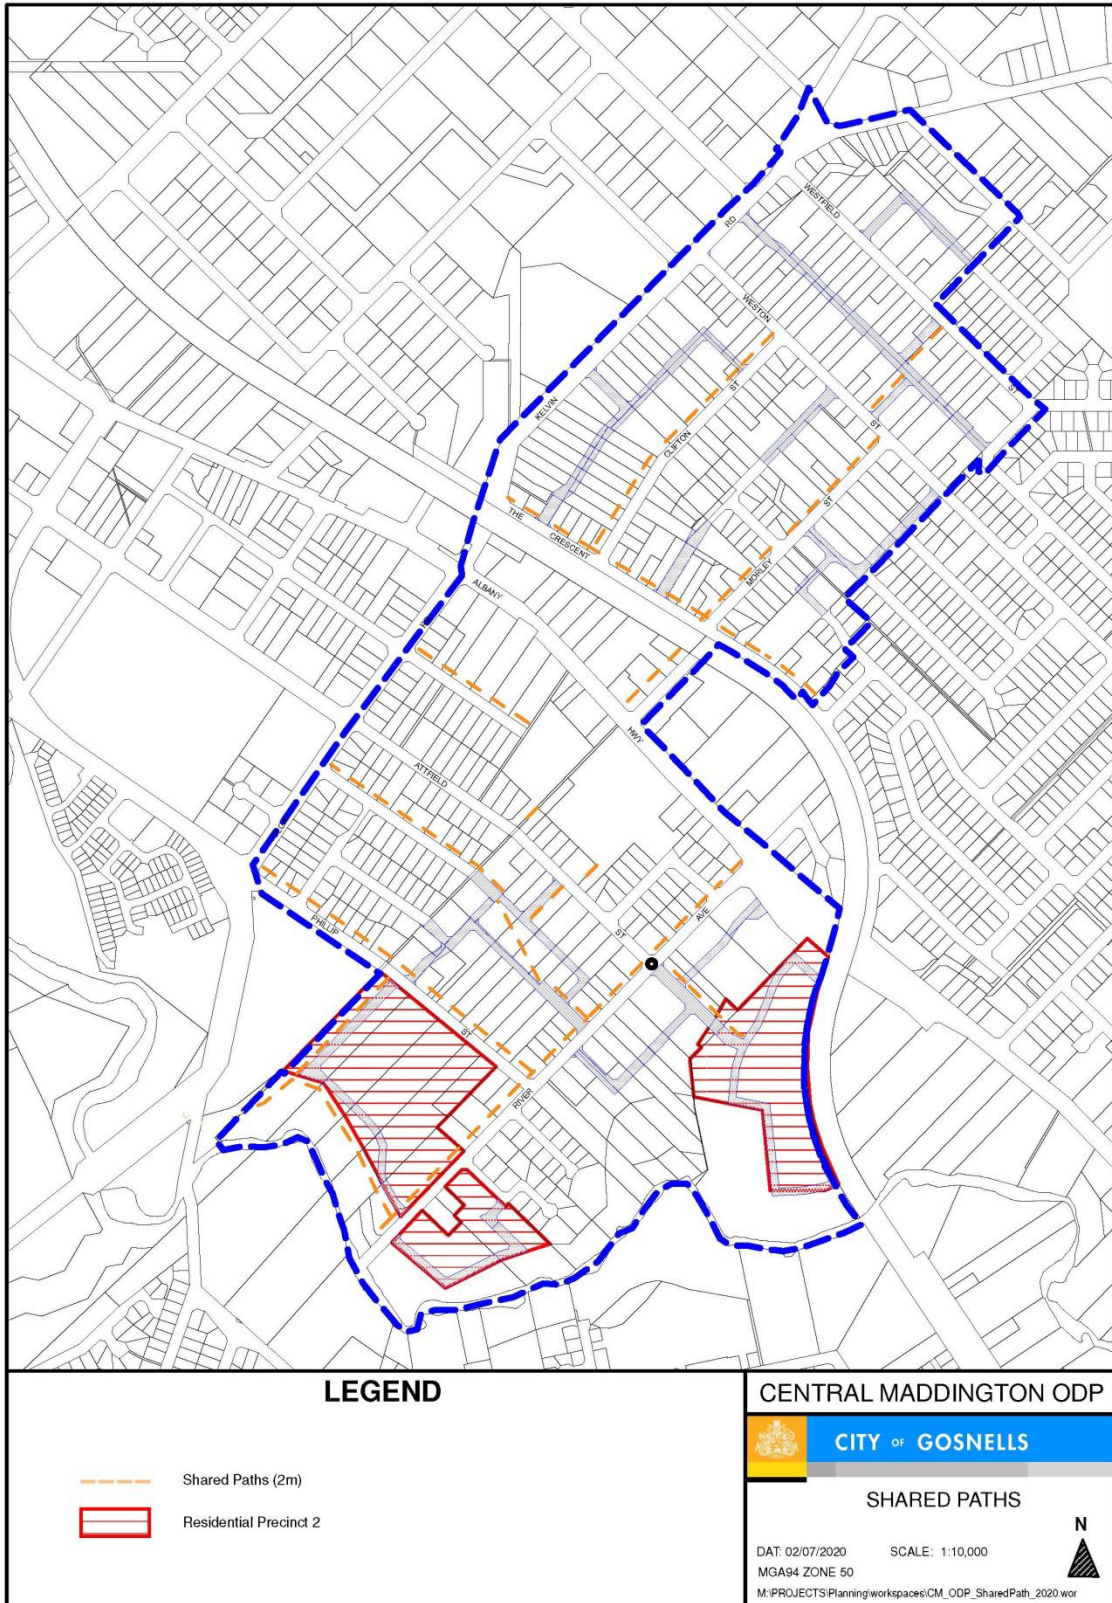 WESTFIELD
RD
WESTON
KELVIN
ST
ST
CLIFTON
ST
ST
THE
CRESCENT
MORLEY
ALBANY
HWY
ATTFIELD
PHILLIP
ST
AVE
ST
RIVER
LEGEND
Shared Paths (2m)
Residential Precinct 2
CENTRAL MADDINGTON ODP
CITY OF GOSNELLS
SHARED PATHS
N
DAT: 02/07/2020 SCALE: 1:10,000
MGA94 ZONE 50
M:\PROJECTS\Planning\workspaces\CM_ODP_SharedPath_2020.wor